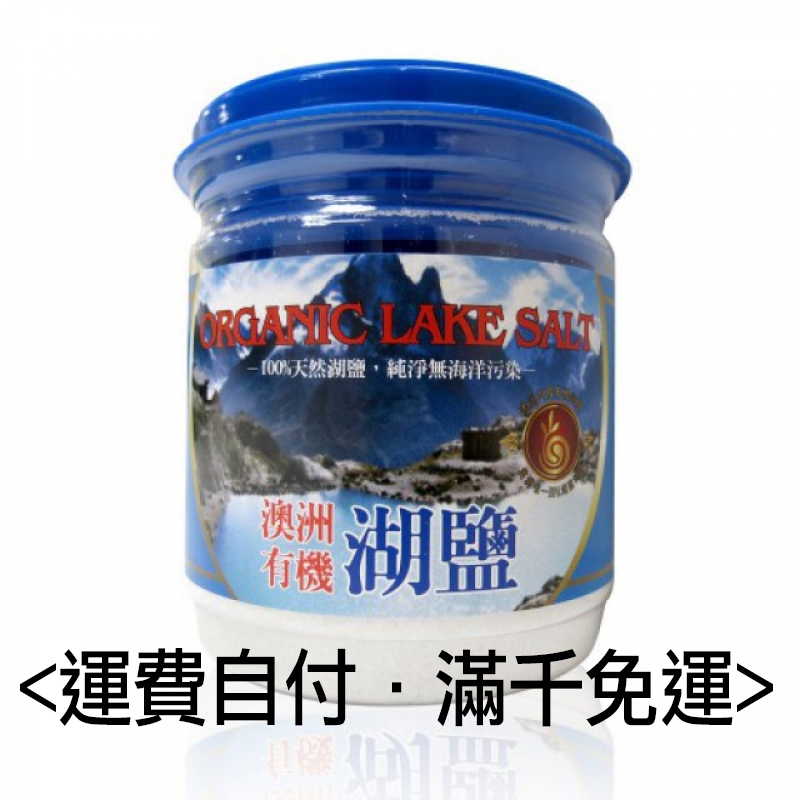 ORGANIC LAKE SALT
–100%天然湖鹽，純淨無海洋污染–
澳洲
有機
湖鹽
<運費自付．滿千免運>